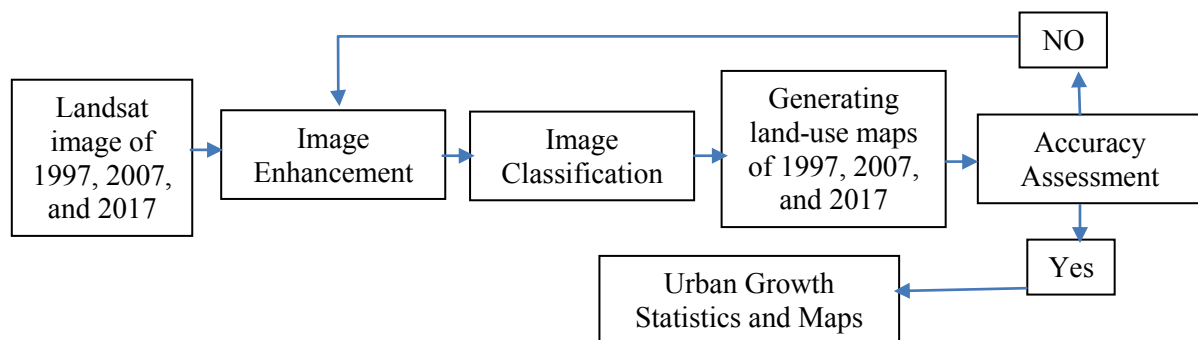 NO
Landsat
image of
1997, 2007,
and 2017
Image
Enhancement
Image
Classification
Generating
land-use maps
of 1997, 2007,
and 2017
Accuracy
Assessment
Yes
Urban Growth
Statistics and Maps